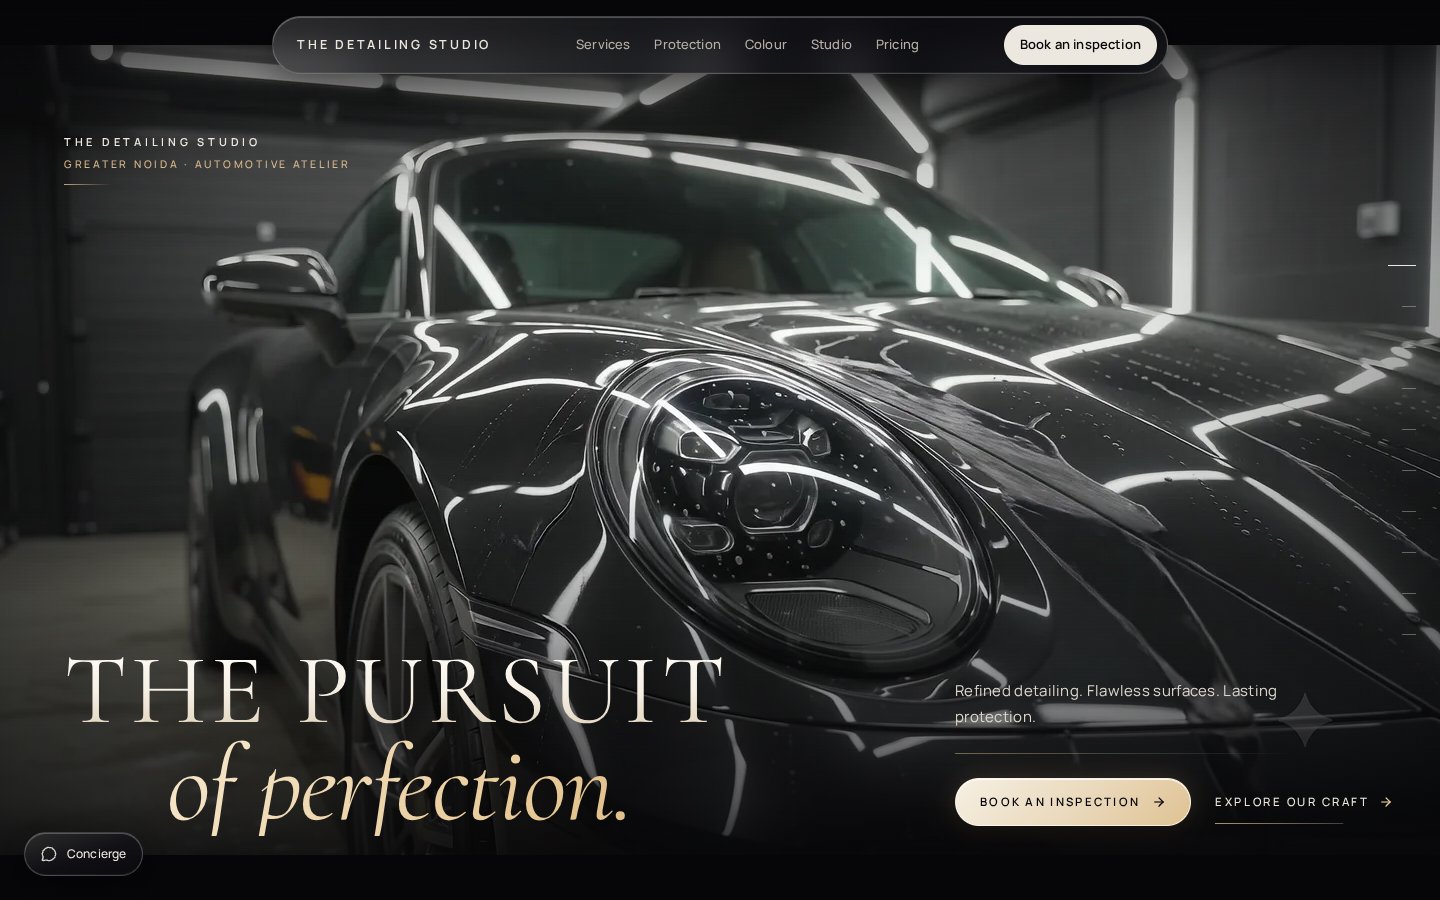 THE DETAILING STUDIO
Services
Protection
Colour
Studio
Pricing
Book an inspection
THE DETAILING STUDIO
GREATER NOIDA · AUTOMOTIVE ATELIER
THE PURSUIT
of perfection.
Refined detailing. Flawless surfaces. Lasting
protection.
BOOK AN INSPECTION →
EXPLORE OUR CRAFT →
Concierge